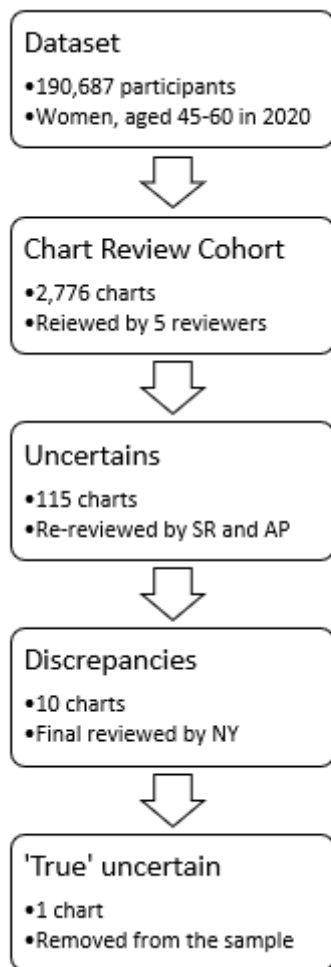 Dataset
•190,687 participants
•Women, aged 45-60 in 2020
Chart Review Cohort
•2,776 charts
•Reiewed by 5 reviewers
Uncertains
•115 charts
•Re-reviewed by SR and AP
Discrepancies
•10 charts
•Final reviewed by NY
'True' uncertain
•1 chart
•Removed from the sample